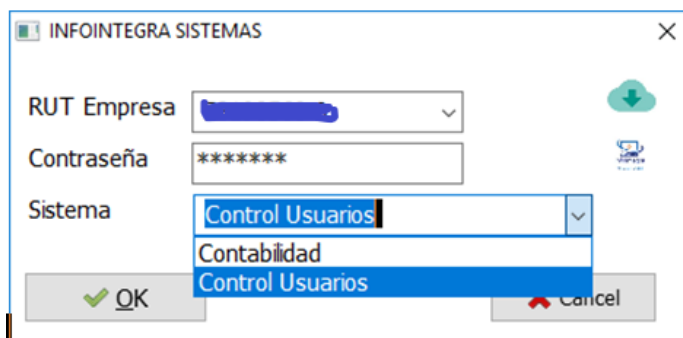 INFOINTEGRA SISTEMAS
RUT Empresa
Contraseña *******
Sistema Control Usuarios
Contabilidad
Control Usuarios
OK Cancel